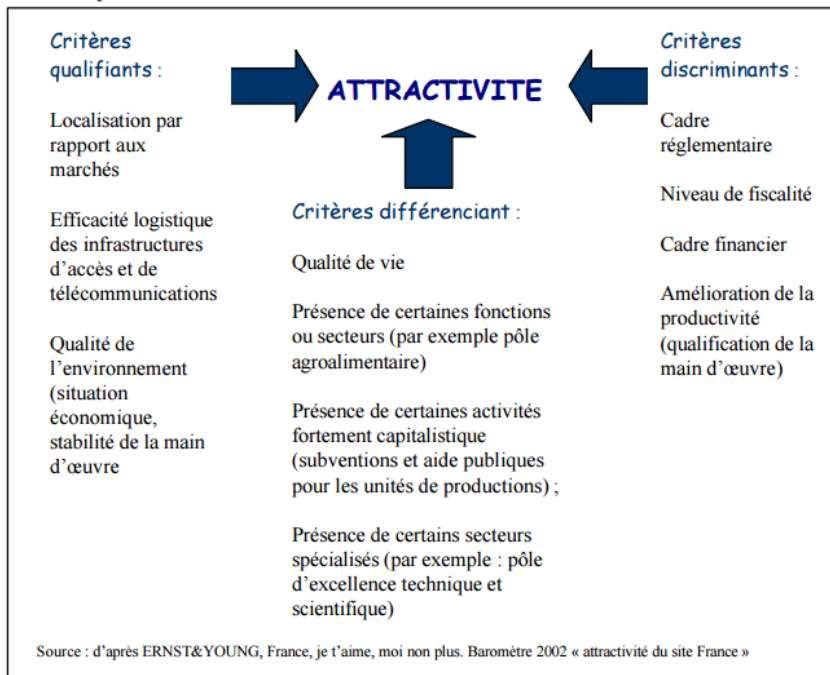 Critères
qualifiants :
Localisation par
rapport aux
marchés
Efficacité logistique
des infrastructures
d'accès et de
télécommunications
Qualité de
l'environnement
(situation
économique,
stabilité de la main
d'œuvre
ATTRACTIVITE
Critères différenciant :
Qualité de vie
Présence de certaines fonctions
ou secteurs (par exemple pôle
agroalimentaire)
Présence de certaines activités
fortement capitalistique
(subventions et aide publiques
pour les unités de productions) ;
Présence de certains secteurs
spécialisés (par exemple : pôle
d'excellence technique et
scientifique)
Critères
discriminants :
Cadre
réglementaire
Niveau de fiscalité
Cadre financier
Amélioration de la
productivité
(qualification de la
main d'œuvre)
Source : d'après ERNST&YOUNG, France, je t'aime, moi non plus. Baromètre 2002 « attractivité du site France »